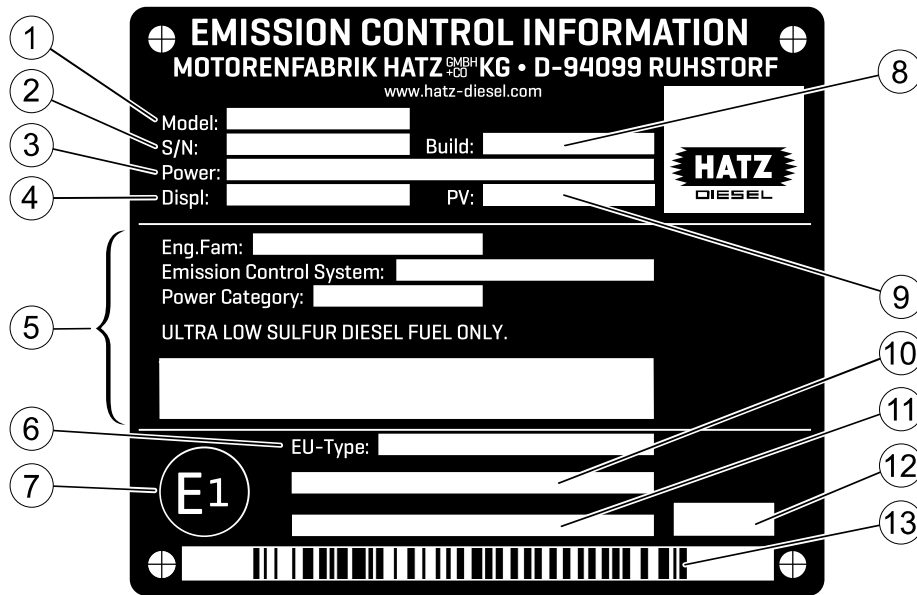 EMISSION CONTROL INFORMATION
MOTORENFABRIK HATZ GMBH +CO KG • D-94099 RUHSTORF
www.hatz-diesel.com
1
Model:
8
2
S/N:
Build:
3
Power:
HATZ
DIESEL
4
Displ:
PV:
5
Eng.Fam:
Emission Control System:
Power Category:
9
ULTRA LOW SULFUR DIESEL FUEL ONLY.
10
11
6
EU-Type:
7
E1
12
13